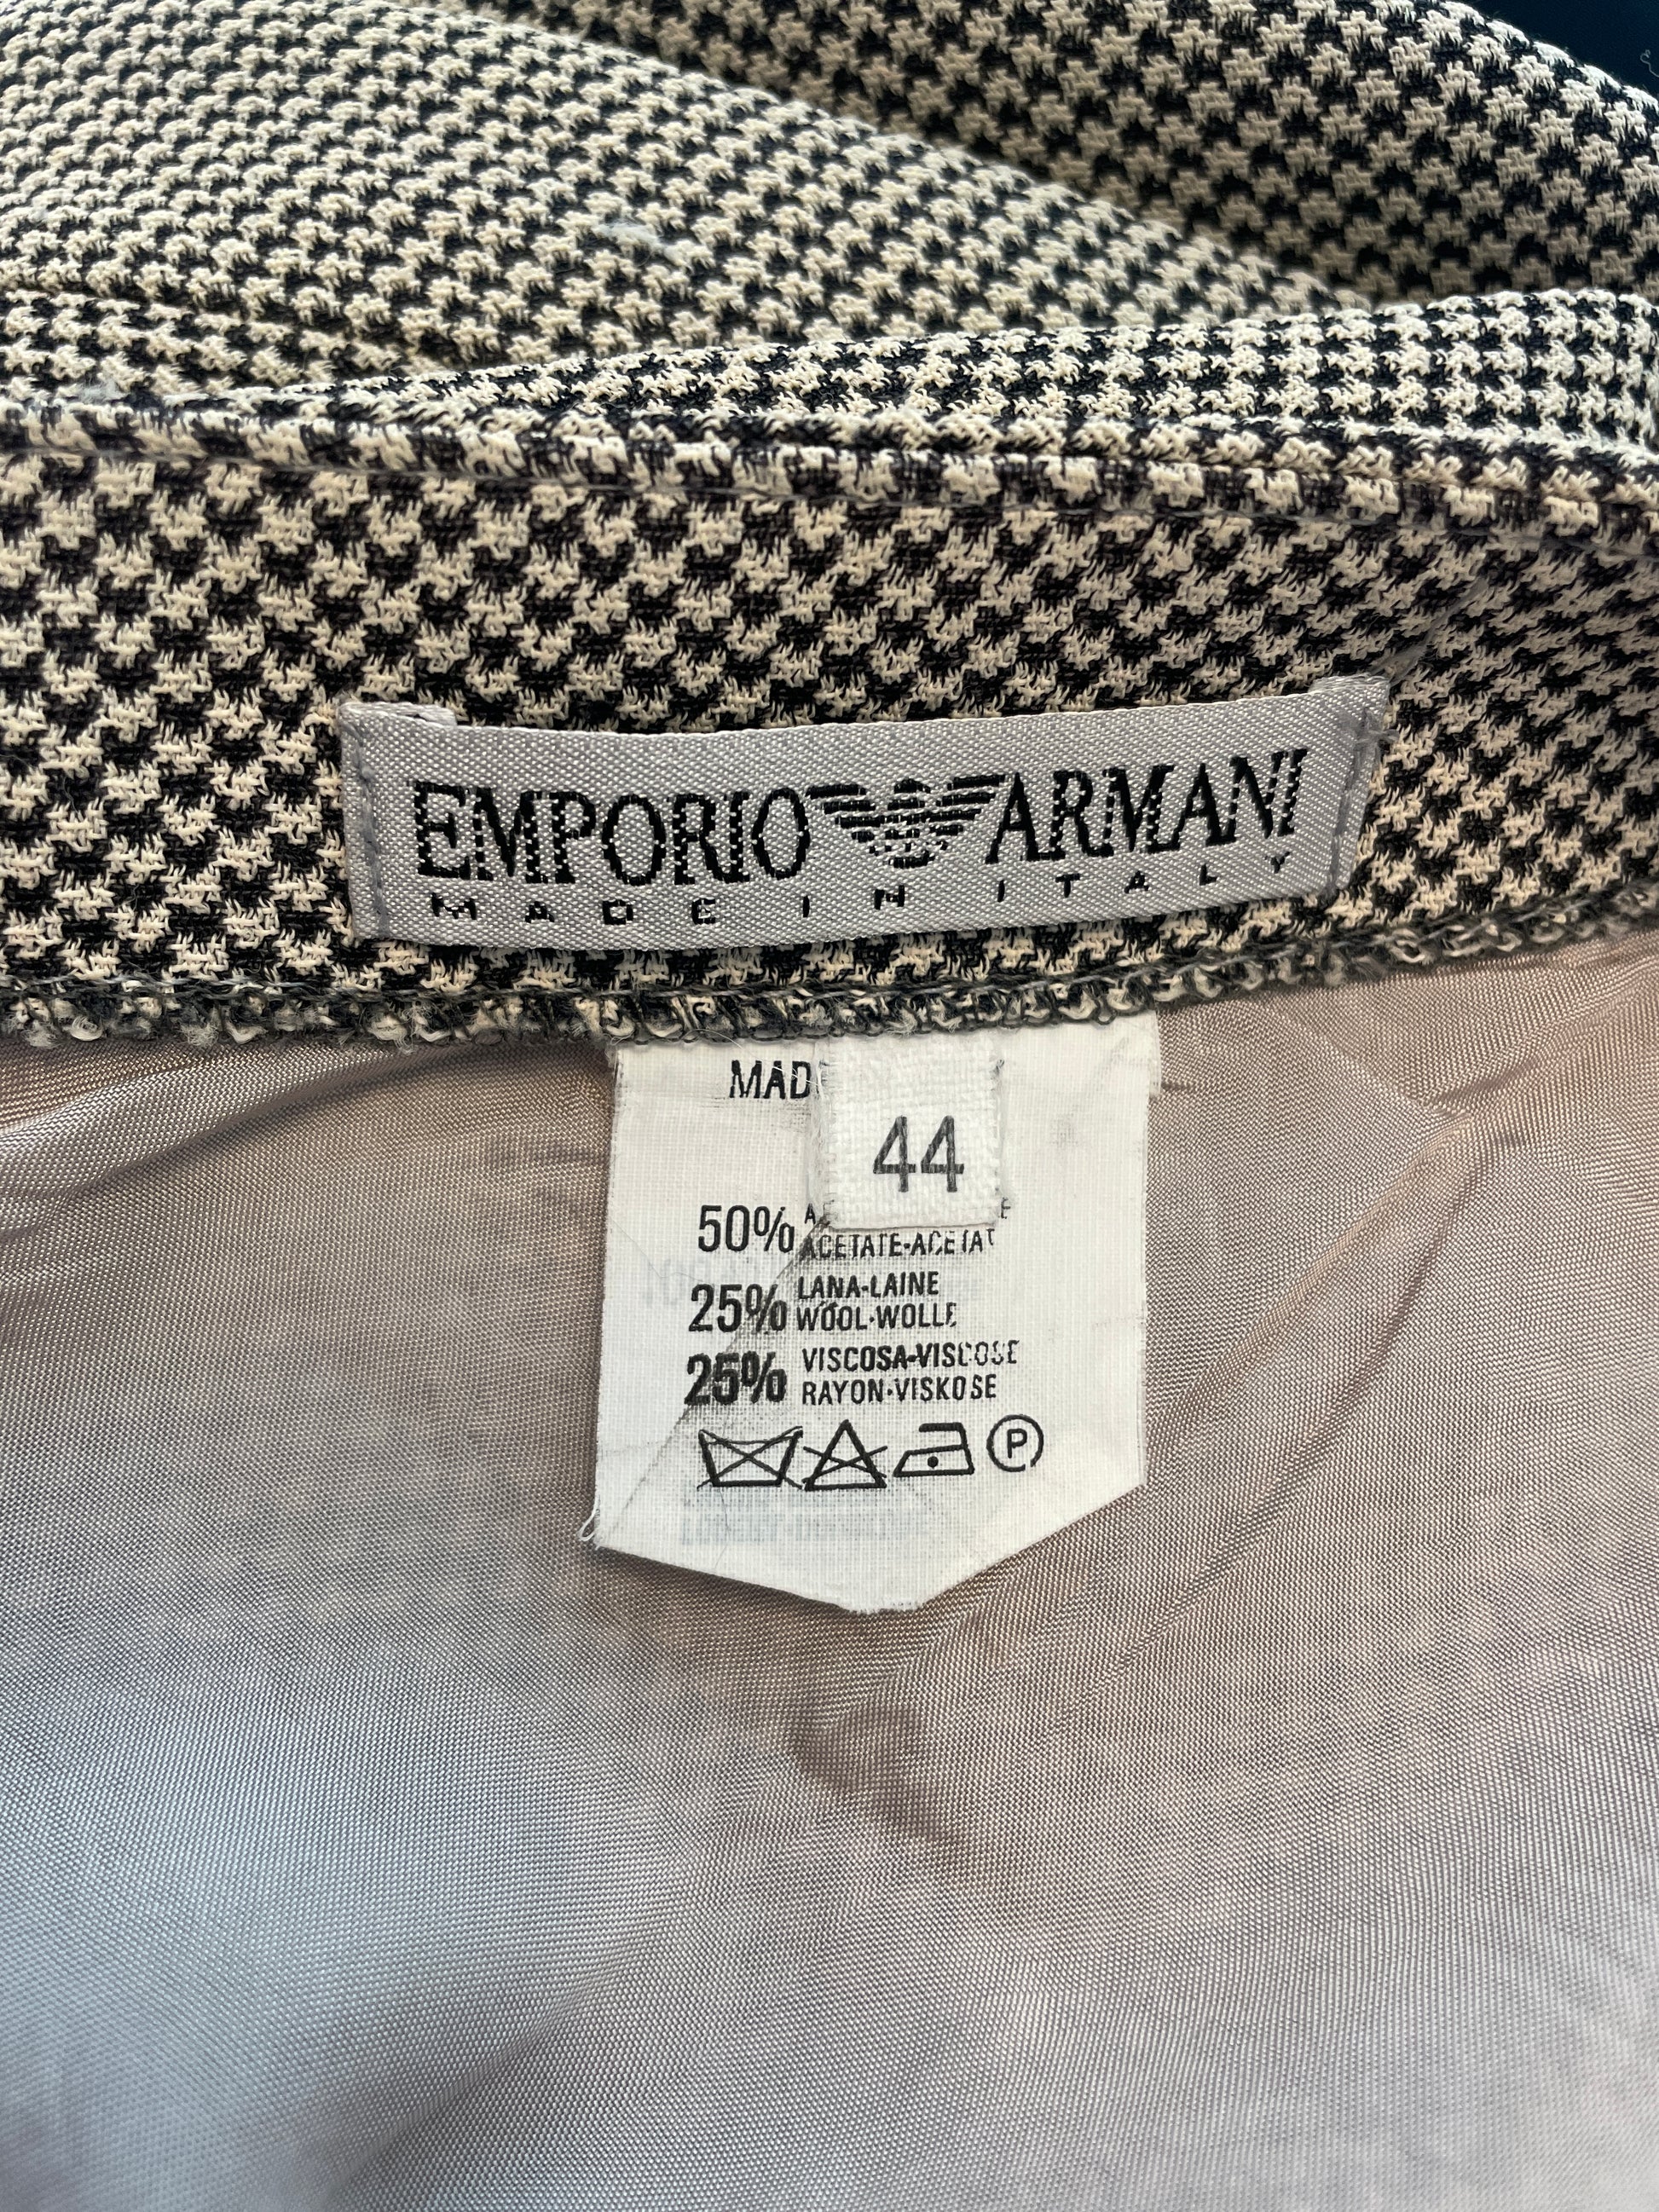 EMPORIO ARMANI
MADE IN ITALY
44
50%
ACETATE-ACETAT
25% LANA-LAINE
WOOL-WOLLE
25% VISCOSA-VISCOSE
RAYON-VISKOSE
P